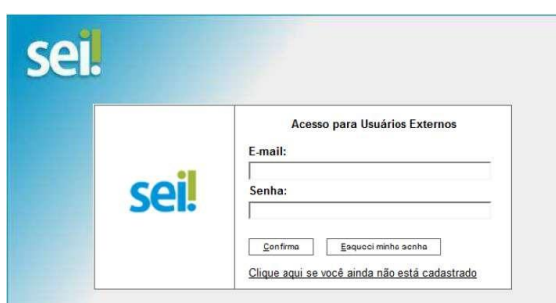 sei!
Acesso para Usuários Externos
E-mail:
sei!
Senha:
Confirma
Esqueci minha senha
Clique aqui se você ainda não está cadastrado